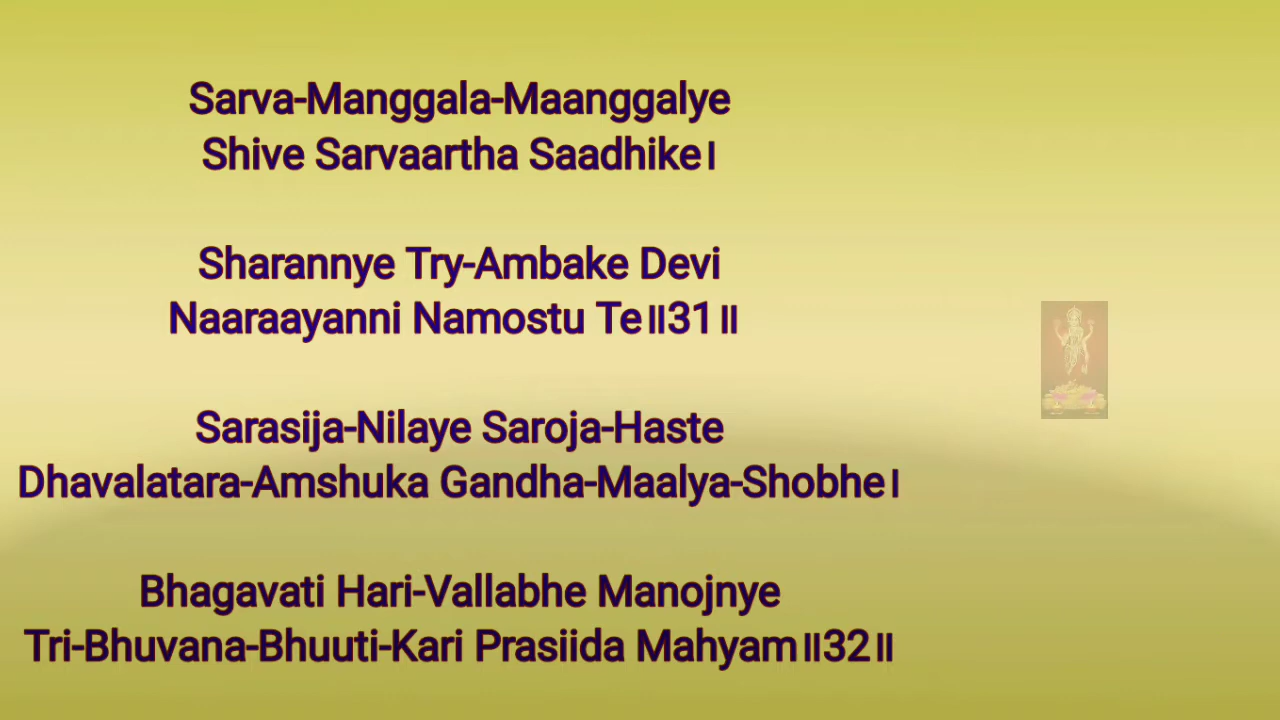 Sarva-Manggala-Maanggalye
Shive Sarvaartha Saadhike।
Sharannye Try-Ambake Devi
Naaraayanni Namostu Te॥31॥
Sarasija-Nilaye Saroja-Haste
Dhavalatara-Amshuka Gandha-Maalya-Shobhe।
Bhagavati Hari-Vallabhe Manojnye
Tri-Bhuvana-Bhuuti-Kari Prasiida Mahyam॥32॥